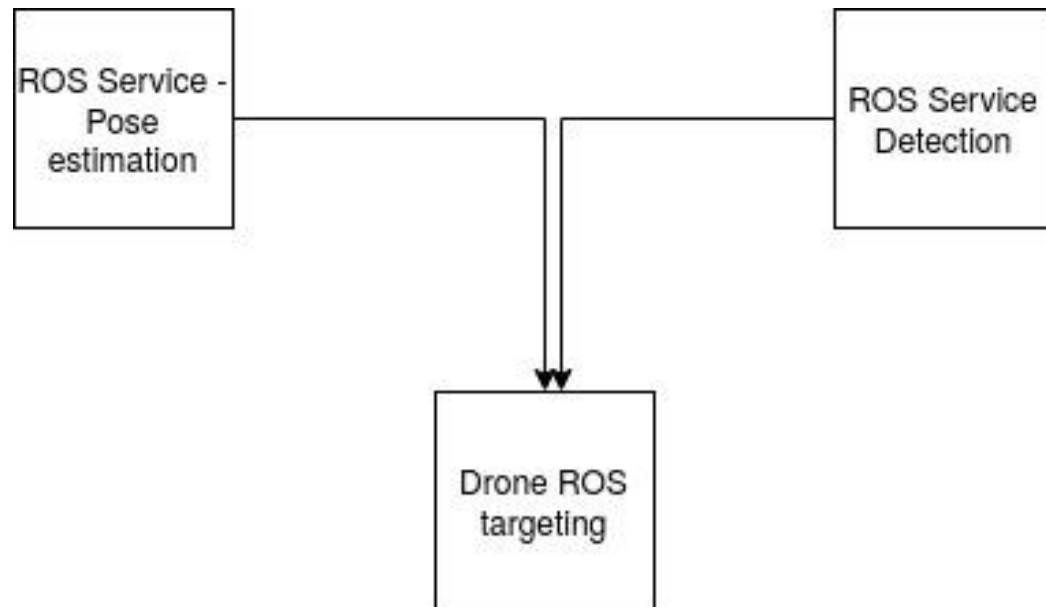 ROS Service -
Pose
estimation
ROS Service
Detection
Drone ROS
targeting